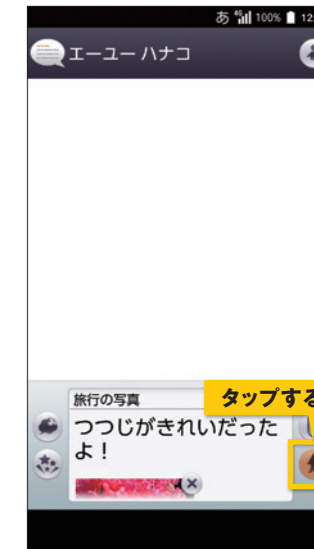 あ 4G 100% 12
エーユー ハナコ
旅行の写真
タップする
つつじがきれいだった
よ！